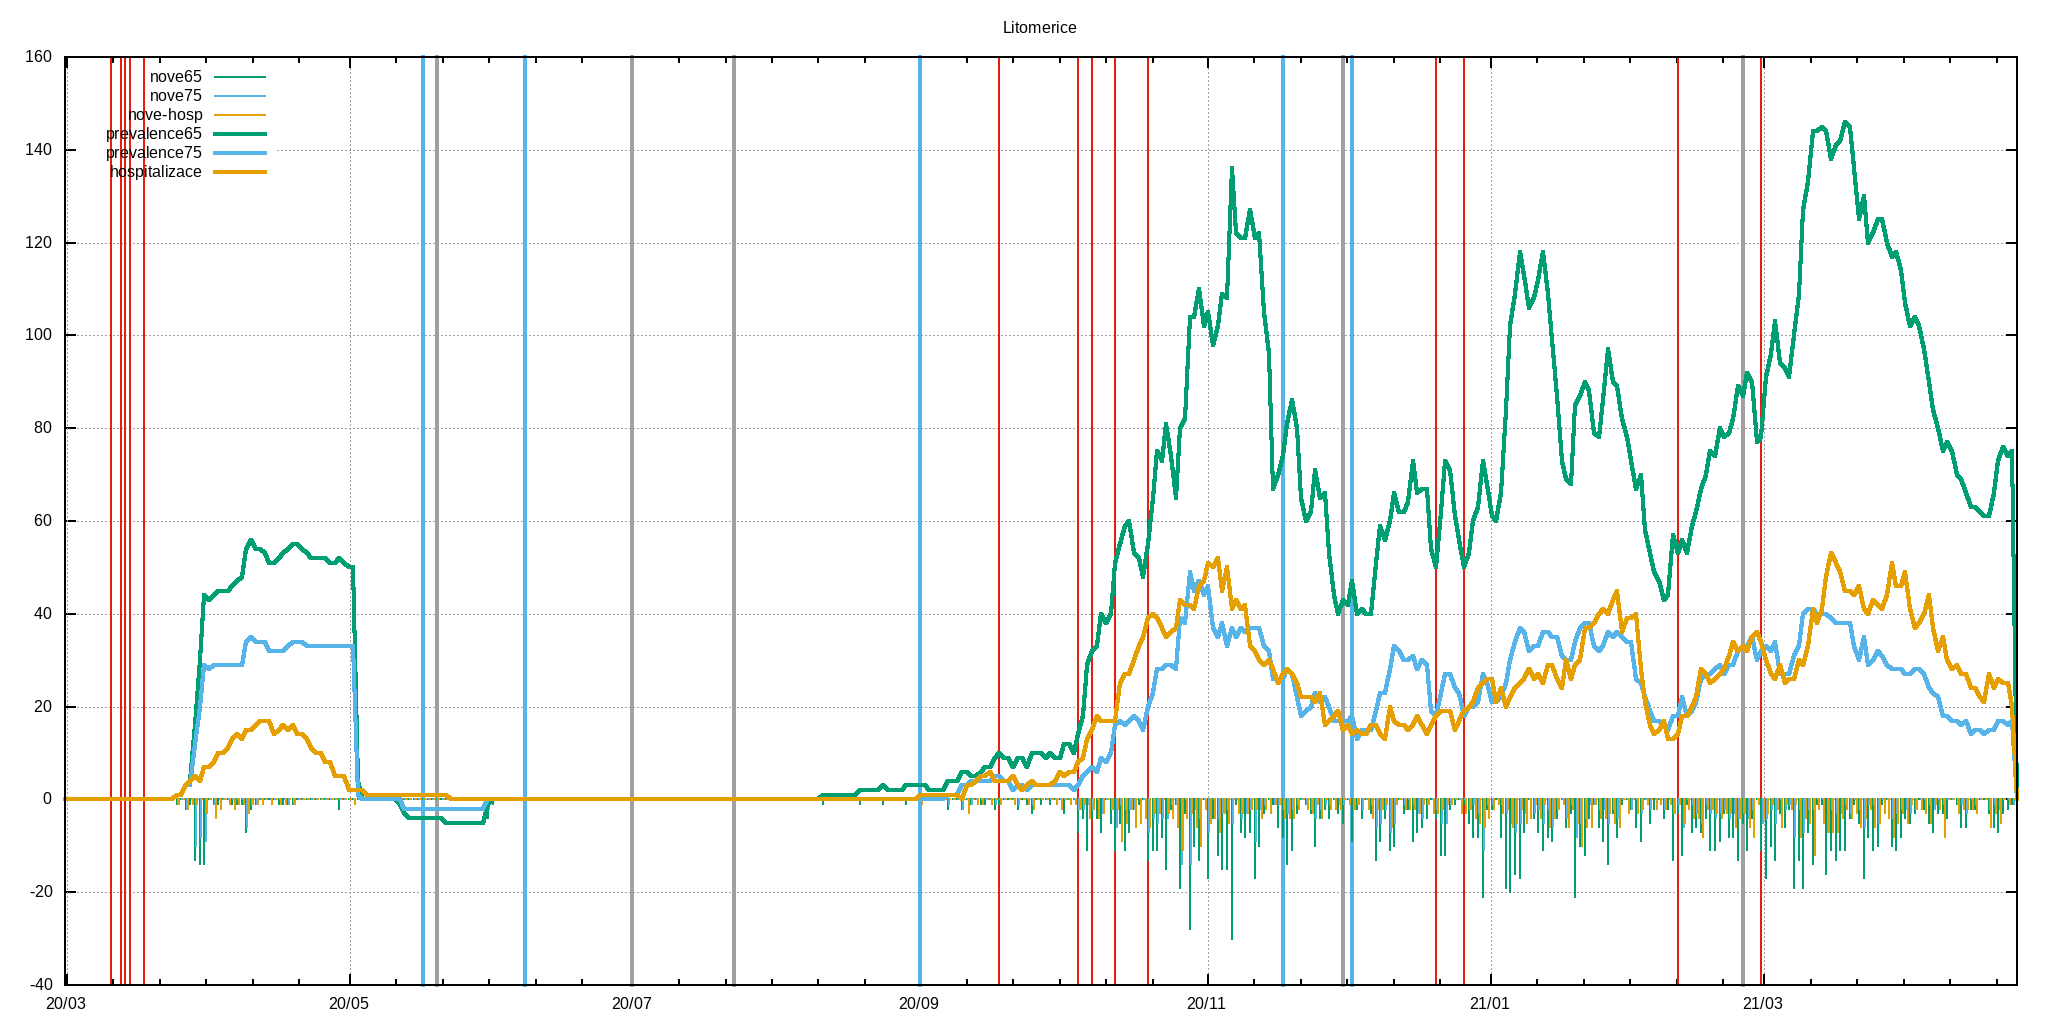 Litomerice
160
nove65
nove75
nove-hosp
prevalence65
prevalence75
hospitalizace
140
120
100
80
60
40
20
0
-20
-40
20/03 20/05 20/07 20/09 20/11 21/01 21/03